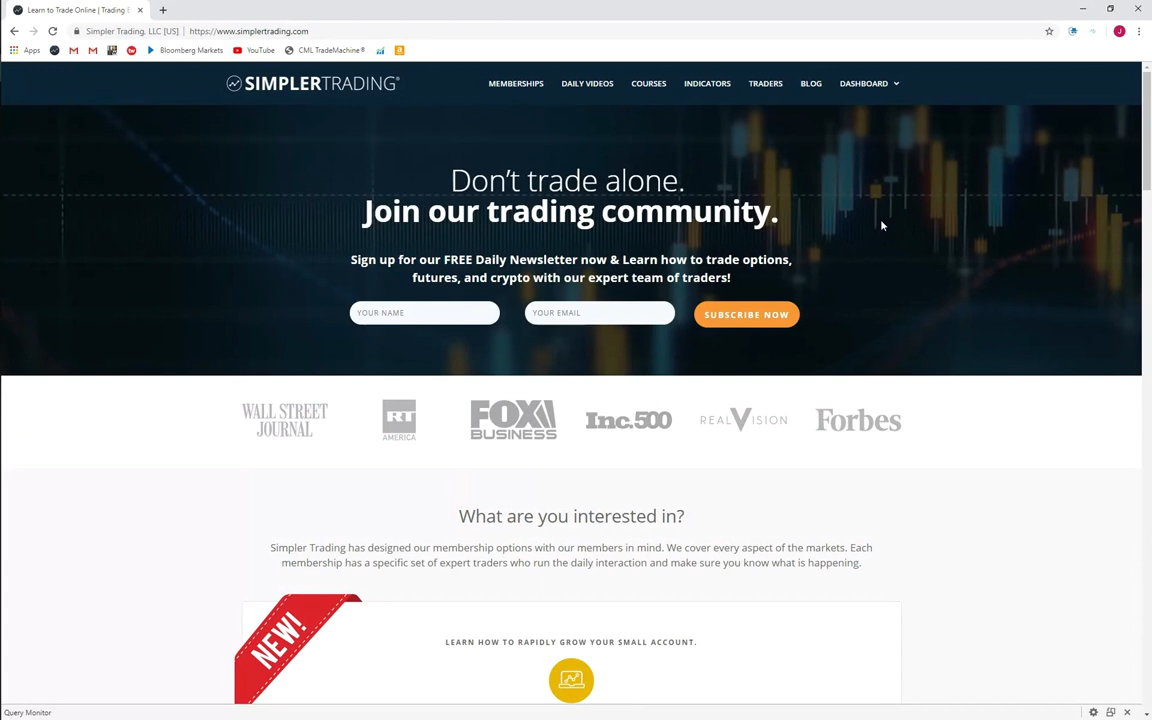 Learn to Trade Online | Trading E
Simpler Trading, LLC [US] | https://www.simplertrading.com
J
Apps
Bloomberg Markets
YouTube
CML TradeMachine®
SIMPLERTRADING®
MEMBERSHIPS
DAILY VIDEOS
COURSES
INDICATORS
TRADERS
BLOG
DASHBOARD
Don't trade alone.
Join our trading community.
Sign up for our FREE Daily Newsletter now & Learn how to trade options,
futures, and crypto with our expert team of traders!
YOUR NAME
YOUR EMAIL
SUBSCRIBE NOW
WALL STREET
JOURNAL
RT
AMERICA
FOX
BUSINESS
Inc.500
REALVISION
Forbes
What are you interested in?
Simpler Trading has designed our membership options with our members in mind. We cover every aspect of the markets. Each
membership has a specific set of expert traders who run the daily interaction and make sure you know what is happening.
NEW!
LEARN HOW TO RAPIDLY GROW YOUR SMALL ACCOUNT.
Query Monitor